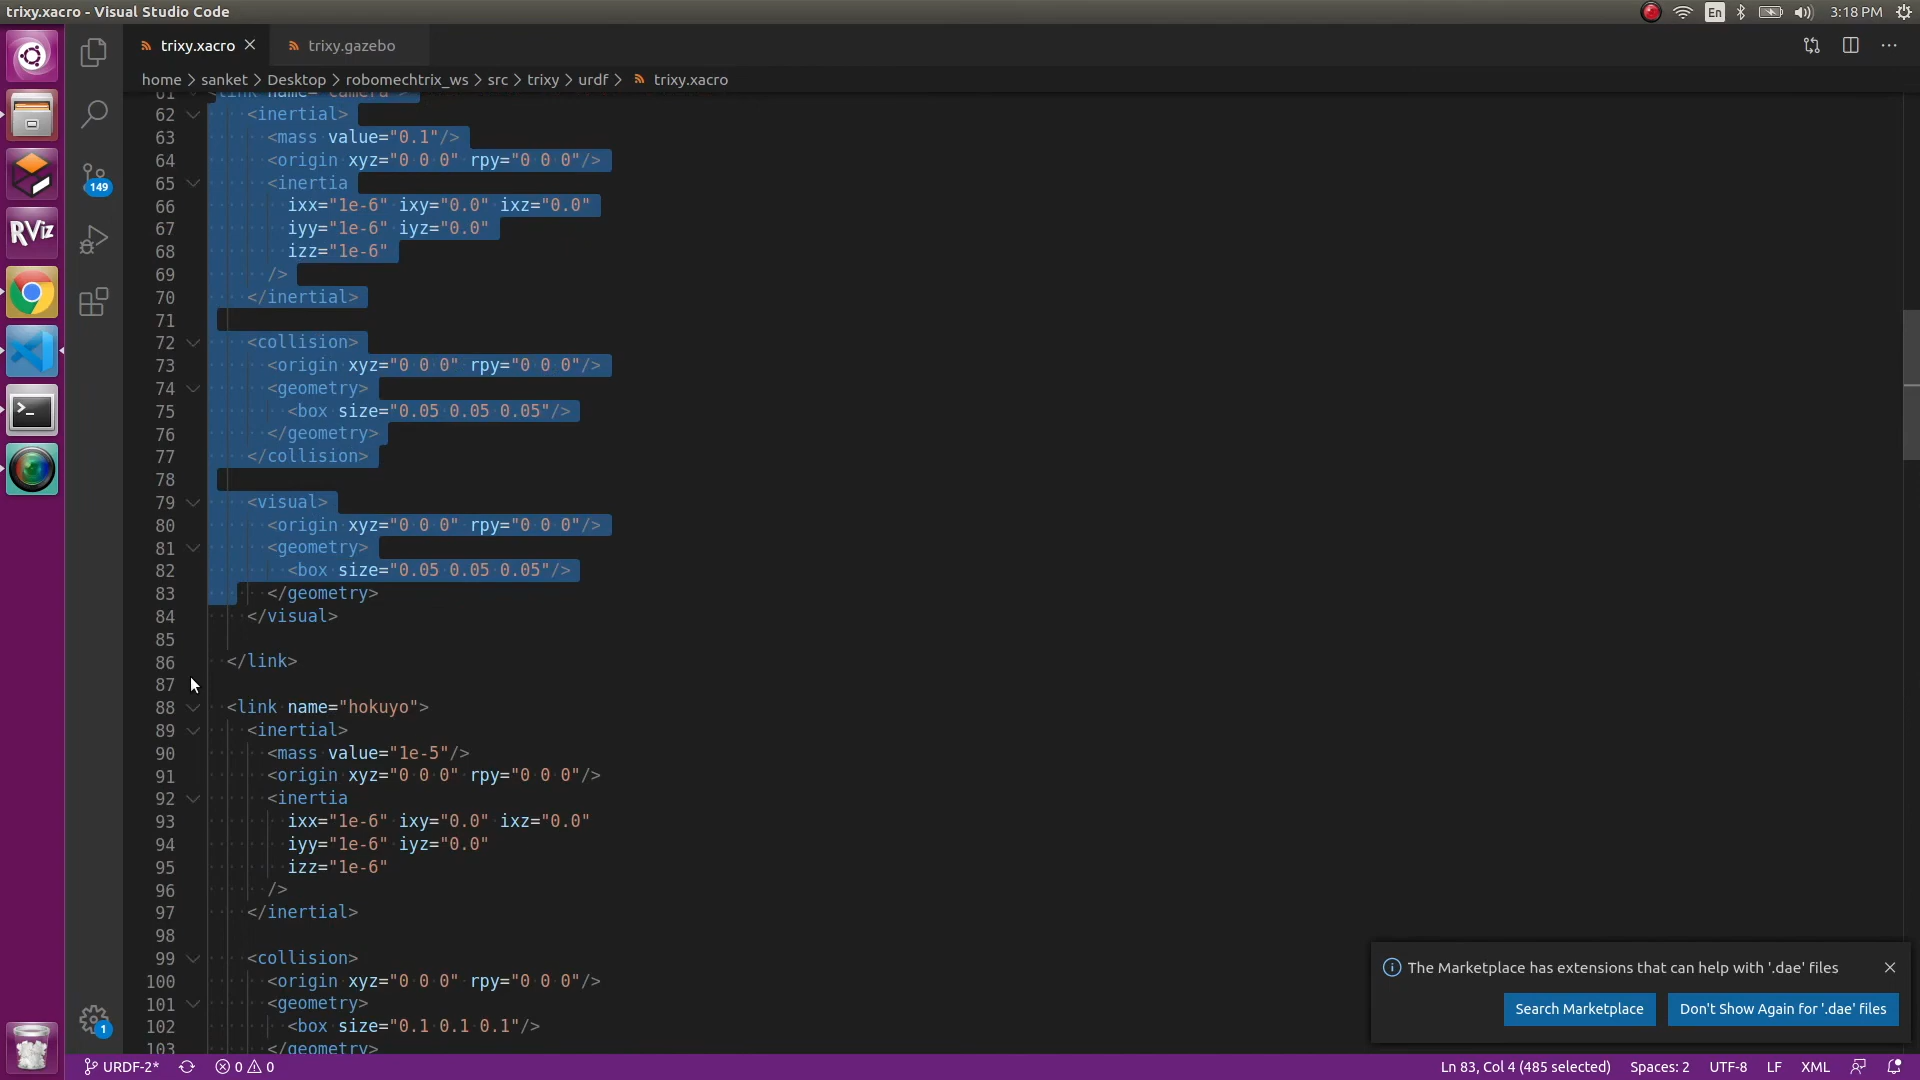 trixy.xacro - Visual Studio Code
En
3:18 PM
trixy.xacro
trixy.gazebo
home > sanket > Desktop > robomechtrix_ws > src > trixy > urdf > trixy.xacro
61 <link name="camera">
62 <inertial>
63 <mass value="0.1"/>
64 <origin xyz="0 0 0" rpy="0 0 0"/>
65 <inertia
66 ixx="1e-6" ixy="0.0" ixz="0.0"
67 iyy="1e-6" iyz="0.0"
68 izz="1e-6"
69 />
70 </inertial>
71
72 <collision>
73 <origin xyz="0 0 0" rpy="0 0 0"/>
74 <geometry>
75 <box size="0.05 0.05 0.05"/>
76 </geometry>
77 </collision>
78
79 <visual>
80 <origin xyz="0 0 0" rpy="0 0 0"/>
81 <geometry>
82 <box size="0.05 0.05 0.05"/>
83 </geometry>
84 </visual>
85
86 </link>
87
88 <link name="hokuyo">
89 <inertial>
90 <mass value="1e-5"/>
91 <origin xyz="0 0 0" rpy="0 0 0"/>
92 <inertia
93 ixx="1e-6" ixy="0.0" ixz="0.0"
94 iyy="1e-6" iyz="0.0"
95 izz="1e-6"
96 />
97 </inertial>
98
99 <collision>
100 <origin xyz="0 0 0" rpy="0 0 0"/>
101 <geometry>
102 <box size="0.1 0.1 0.1"/>
103 </geometry>
149
RViz
1
The Marketplace has extensions that can help with '.dae' files
Search Marketplace
Don't Show Again for '.dae' files
URDF-2*
0
0
Ln 83, Col 4 (485 selected)
Spaces: 2
UTF-8
LF
XML